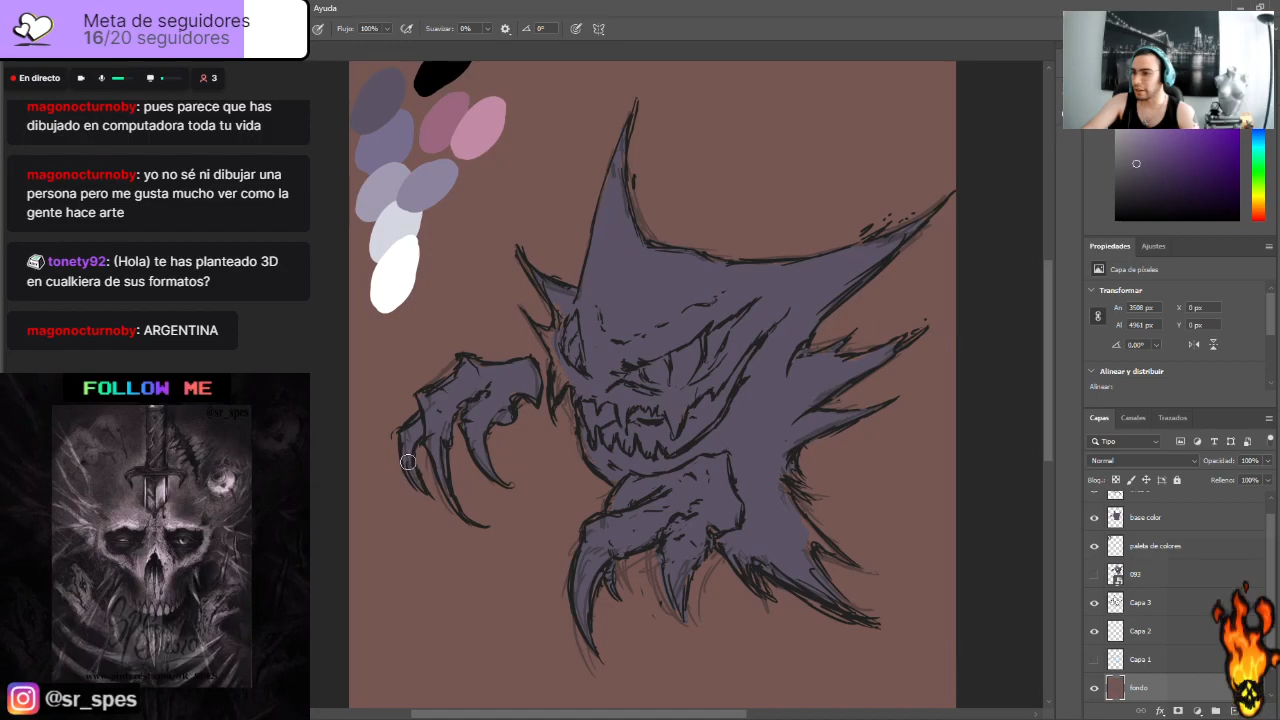 Meta de seguidores
16/20 seguidores
En directo
3
magonocturnoby: pues parece que has
dibujado en computadora toda tu vida
magonocturnoby: yo no sé ni dibujar una
persona pero me gusta mucho ver como la
gente hace arte
tonety92: (Hola) te has planteado 3D
en cualkiera de sus formatos?
magonocturnoby: ARGENTINA
FOLLOW ME
@sr_spes
@sr_spes
Ayuda
Flujo: 100%
Suavizar: 0%
0°
Propiedades
Ajustes
Capa de píxeles
Transformar
An 3508 px
X 0 px
Al 4961 px
Y 0 px
0.00°
Alinear y distribuir
Alinear:
Capas
Canales
Trazados
Tipo
Normal
Opacidad: 100%
Bloq.:
Relleno: 100%
base color
paleta de colores
093
Capa 3
Capa 2
Capa 1
fondo